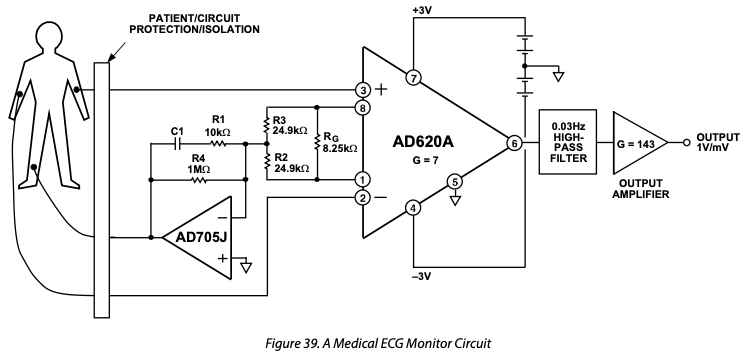 PATIENT/CIRCUIT
PROTECTION/ISOLATION
+3V
R1
10kΩ
C1
R4
1MΩ
R3
24.9kΩ
R2
24.9kΩ
RG
8.25kΩ
3
+
8
1
2
–
7
AD620A
G = 7
6
5
4
AD705J
–
+
–3V
0.03Hz
HIGH-
PASS
FILTER
G = 143
OUTPUT
AMPLIFIER
OUTPUT
1V/mV
Figure 39. A Medical ECG Monitor Circuit